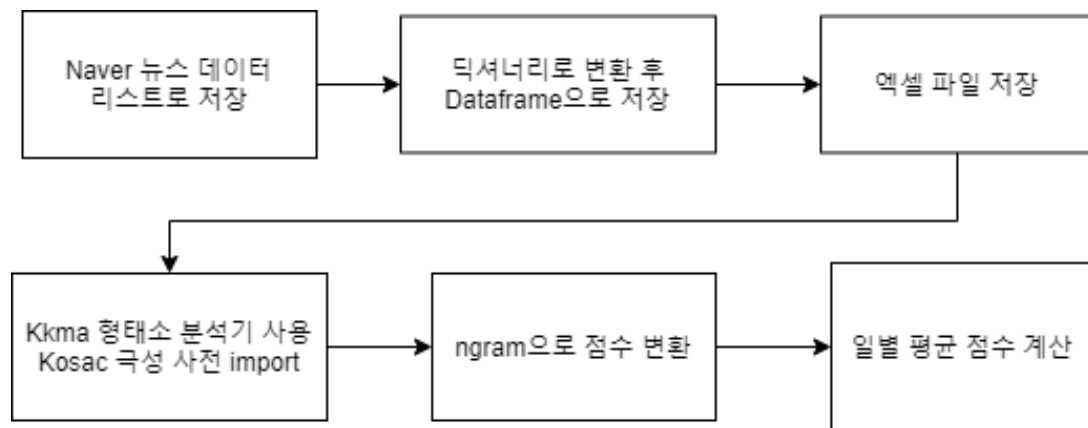 Naver 뉴스 데이터
리스트로 저장
딕셔너리로 변환 후
Dataframe으로 저장
엑셀 파일 저장
Kkma 형태소 분석기 사용
Kosac 극성 사전 import
ngram으로 점수 변환
일별 평균 점수 계산